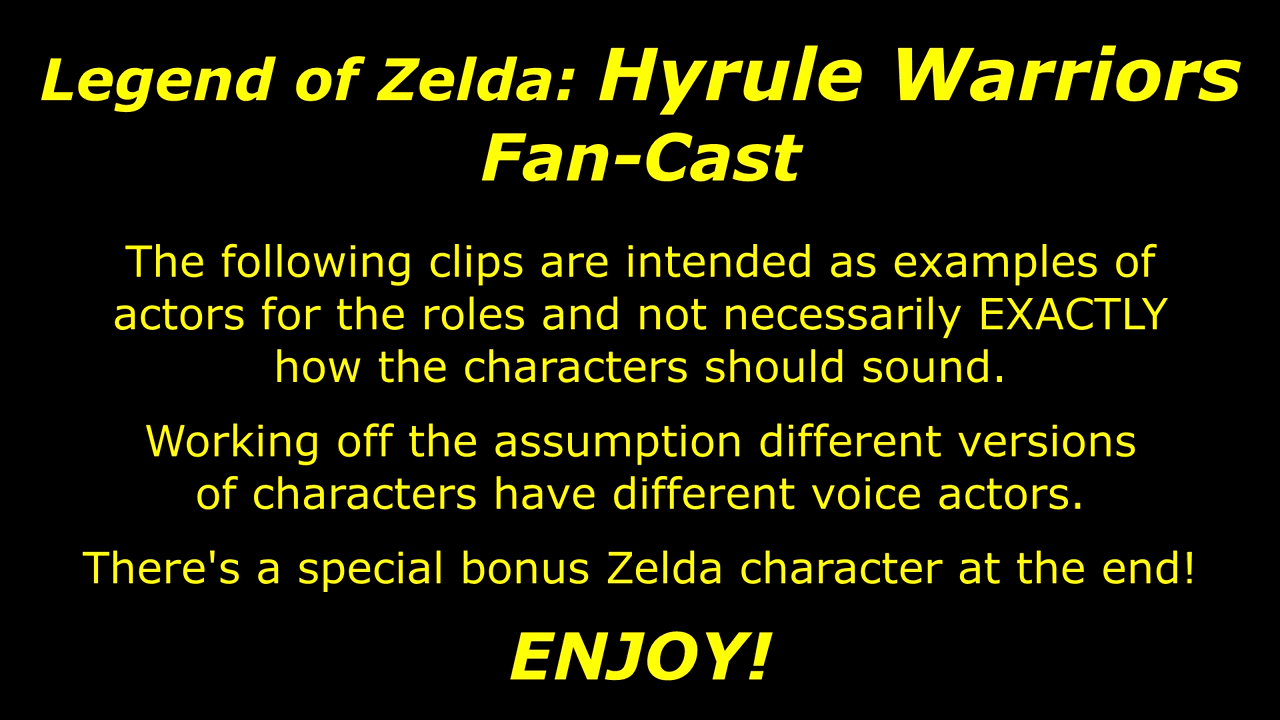 Legend of Zelda: Hyrule Warriors
Fan-Cast
The following clips are intended as examples of
actors for the roles and not necessarily EXACTLY
how the characters should sound.
Working off the assumption different versions
of characters have different voice actors.
There's a special bonus Zelda character at the end!
ENJOY!